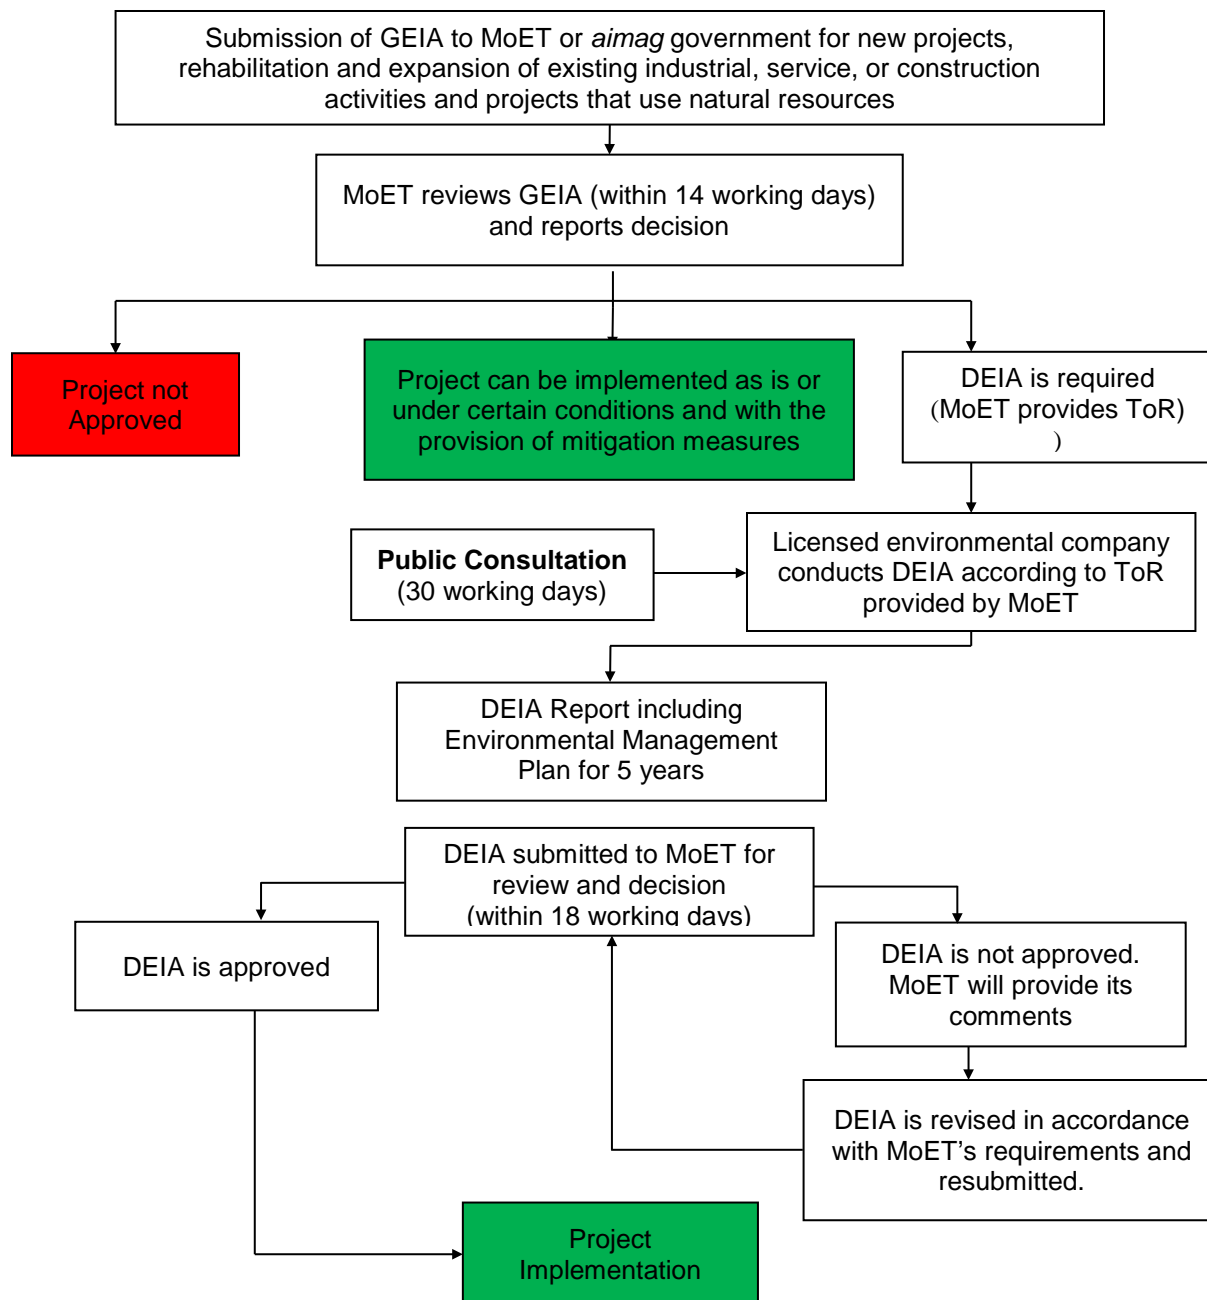 Submission of GEIA to MoET or aimag government for new projects,
rehabilitation and expansion of existing industrial, service, or construction
activities and projects that use natural resources
MoET reviews GEIA (within 14 working days)
and reports decision
Project not
Approved
Project can be implemented as is or
under certain conditions and with the
provision of mitigation measures
DEIA is required
(MoET provides ToR)
)
Public Consultation
(30 working days)
Licensed environmental company
conducts DEIA according to ToR
provided by MoET
DEIA Report including
Environmental Management
Plan for 5 years
DEIA submitted to MoET for
review and decision
(within 18 working days)
DEIA is approved
DEIA is not approved.
MoET will provide its
comments
DEIA is revised in accordance
with MoET’s requirements and
resubmitted.
Project
Implementation